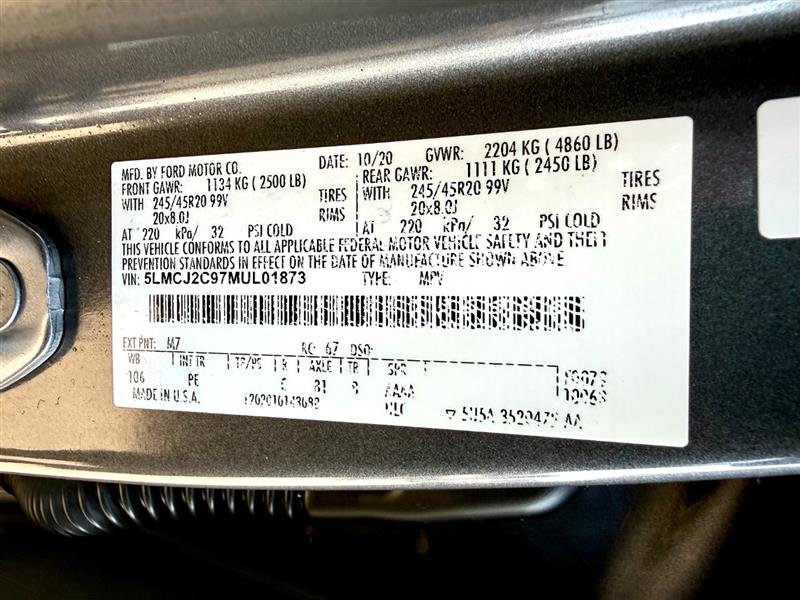 MFD. BY FORD MOTOR CO. DATE: 10/20 GVWR: 2204 KG ( 4860 LB)
FRONT GAWR: 1134 KG ( 2500 LB) REAR GAWR: 1111 KG ( 2450 LB)
WITH 245/45R20 99V TIRES WITH 245/45R20 99V TIRES
20x8.0J RIMS 20x8.0J RIMS
AT 220 kPa/ 32 PSI COLD AT 220 kPa/ 32 PSI COLD
THIS VEHICLE CONFORMS TO ALL APPLICABLE FEDERAL MOTOR VEHICLE SAFETY AND THEFT
PREVENTION STANDARDS IN EFFECT ON THE DATE OF MANUFACTURE SHOWN ABOVE.
VIN: 5LMCJ2C97MUL01873 TYPE: MPV
EXT PNT: M7 RC: 67 DSO:
WB INT TR TP/PS R AXLE TR SPR
106 PE 81 AAAA
MADE IN U.S.A.